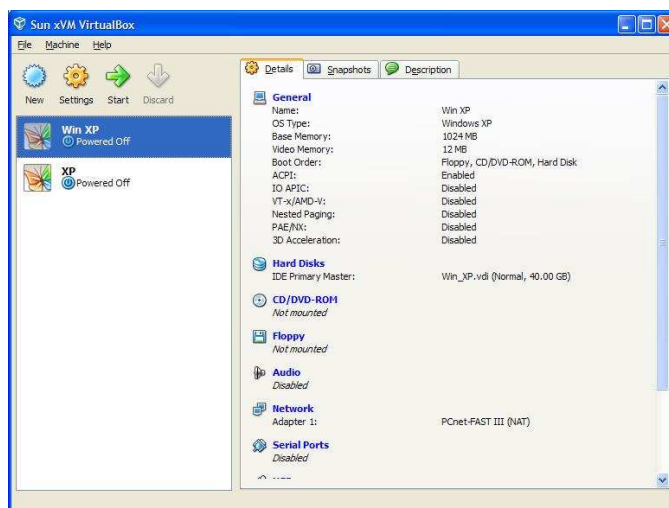 Sun xVM VirtualBox
File Machine Help
New Settings Start Discard
Win XP
Powered Off
XP
Powered Off
Details Snapshots Description
General
Name: Win XP
OS Type: Windows XP
Base Memory: 1024 MB
Video Memory: 12 MB
Boot Order: Floppy, CD/DVD-ROM, Hard Disk
ACPI: Enabled
IO APIC: Disabled
VT-x/AMD-V: Disabled
Nested Paging: Disabled
PAE/NX: Disabled
3D Acceleration: Disabled
Hard Disks
IDE Primary Master: Win_XP.vdi (Normal, 40.00 GB)
CD/DVD-ROM
Not mounted
Floppy
Not mounted
Audio
Disabled
Network
Adapter 1: PCnet-FAST III (NAT)
Serial Ports
Disabled